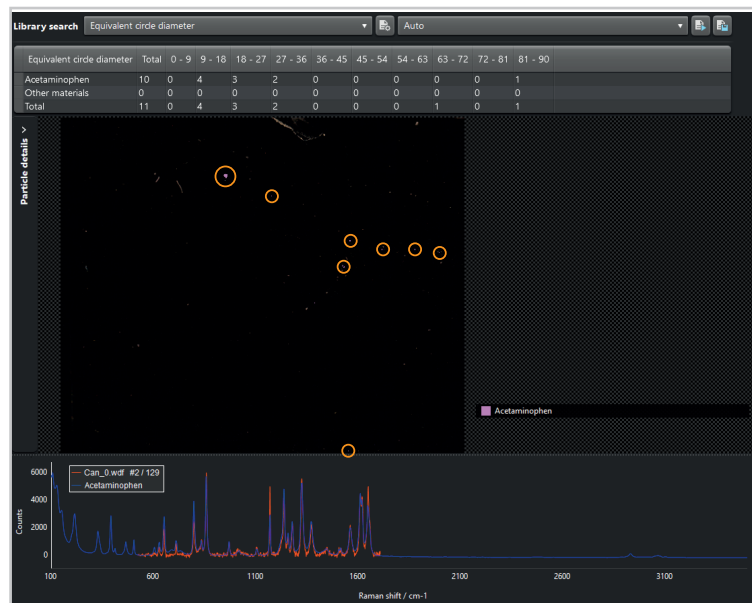 Library search Equivalent circle diameter Auto
Equivalent circle diameter Total 0 - 9 9 - 18 18 - 27 27 - 36 36 - 45 45 - 54 54 - 63 63 - 72 72 - 81 81 - 90
Acetaminophen 10 0 4 3 2 0 0 0 0 0 1
Other materials 0 0 0 0 0 0 0 0 0 0 0
Total 11 0 4 3 2 0 0 0 1 0 1
Particle details
Acetaminophen
Can_0.wdf #2 / 129
Acetaminophen
Counts
6000
4000
2000
0
100 600 1100 1600 2100 2600 3100
Raman shift / cm-1